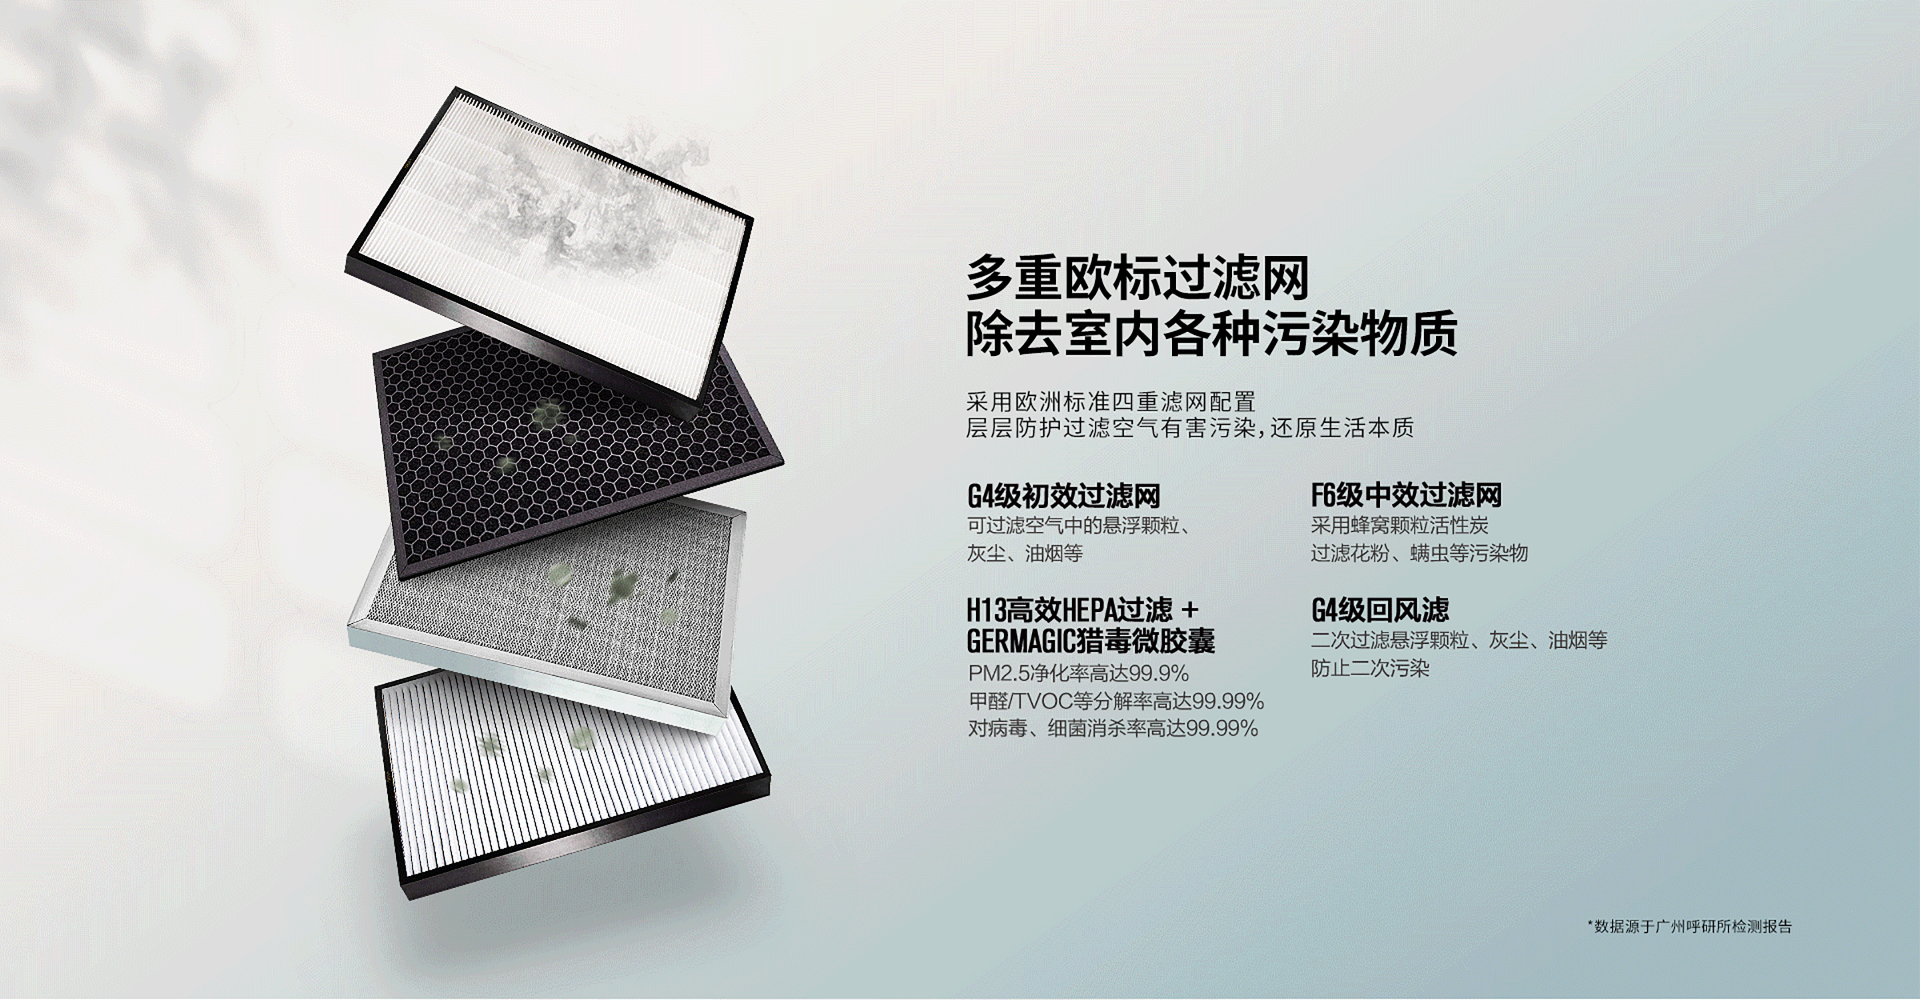 多重欧标过滤网
除去室内各种污染物质
采用欧洲标准四重滤网配置
层层防护过滤空气有害污染,还原生活本质
G4级初效过滤网
可过滤空气中的悬浮颗粒、
灰尘、油烟等
F6级中效过滤网
采用蜂窝颗粒活性炭
过滤花粉、螨虫等污染物
H13高效HEPA过滤 +
GERMAGIC猎毒微胶囊
PM2.5净化率高达99.9%
甲醛/TVOC等分解率高达99.99%
对病毒、细菌消杀率高达99.99%
G4级回风滤
二次过滤悬浮颗粒、灰尘、油烟等
防止二次污染
*数据源于广州呼研所检测报告